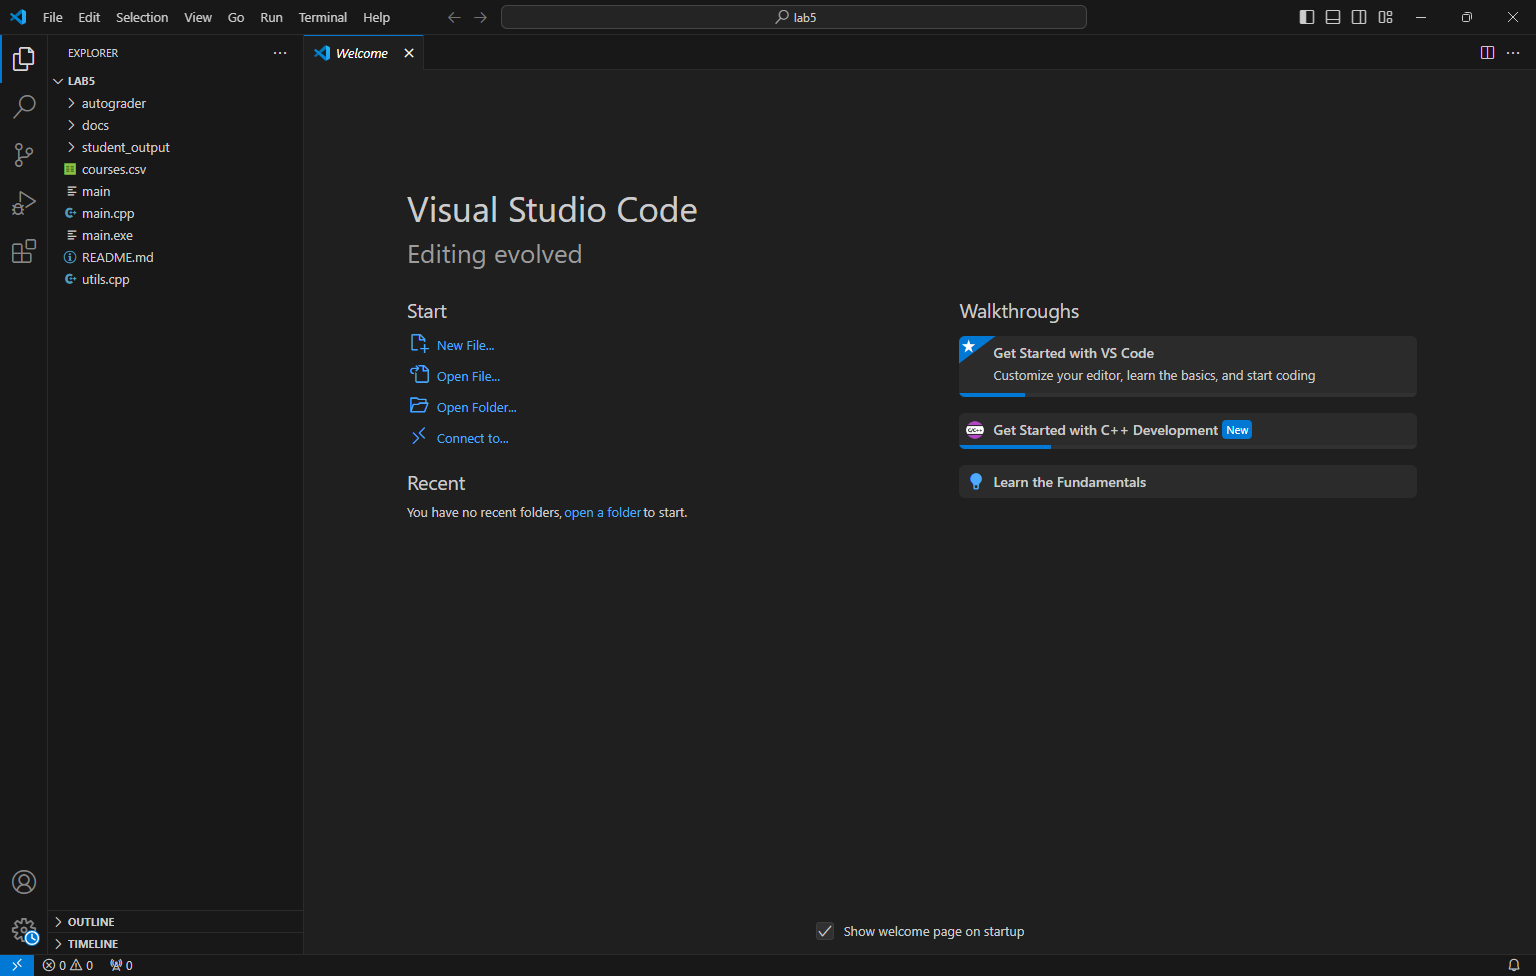 File Edit Selection View Go Run Terminal Help
lab5
EXPLORER
Welcome
LAB5
autograder
docs
student_output
courses.csv
main
main.cpp
main.exe
README.md
utils.cpp
Visual Studio Code
Editing evolved
Start
New File...
Open File...
Open Folder...
Connect to...
Recent
You have no recent folders, open a folder to start.
Walkthroughs
Get Started with VS Code
Customize your editor, learn the basics, and start coding
C/C++ Get Started with C++ Development New
Learn the Fundamentals
Show welcome page on startup
OUTLINE
TIMELINE
0 0 0